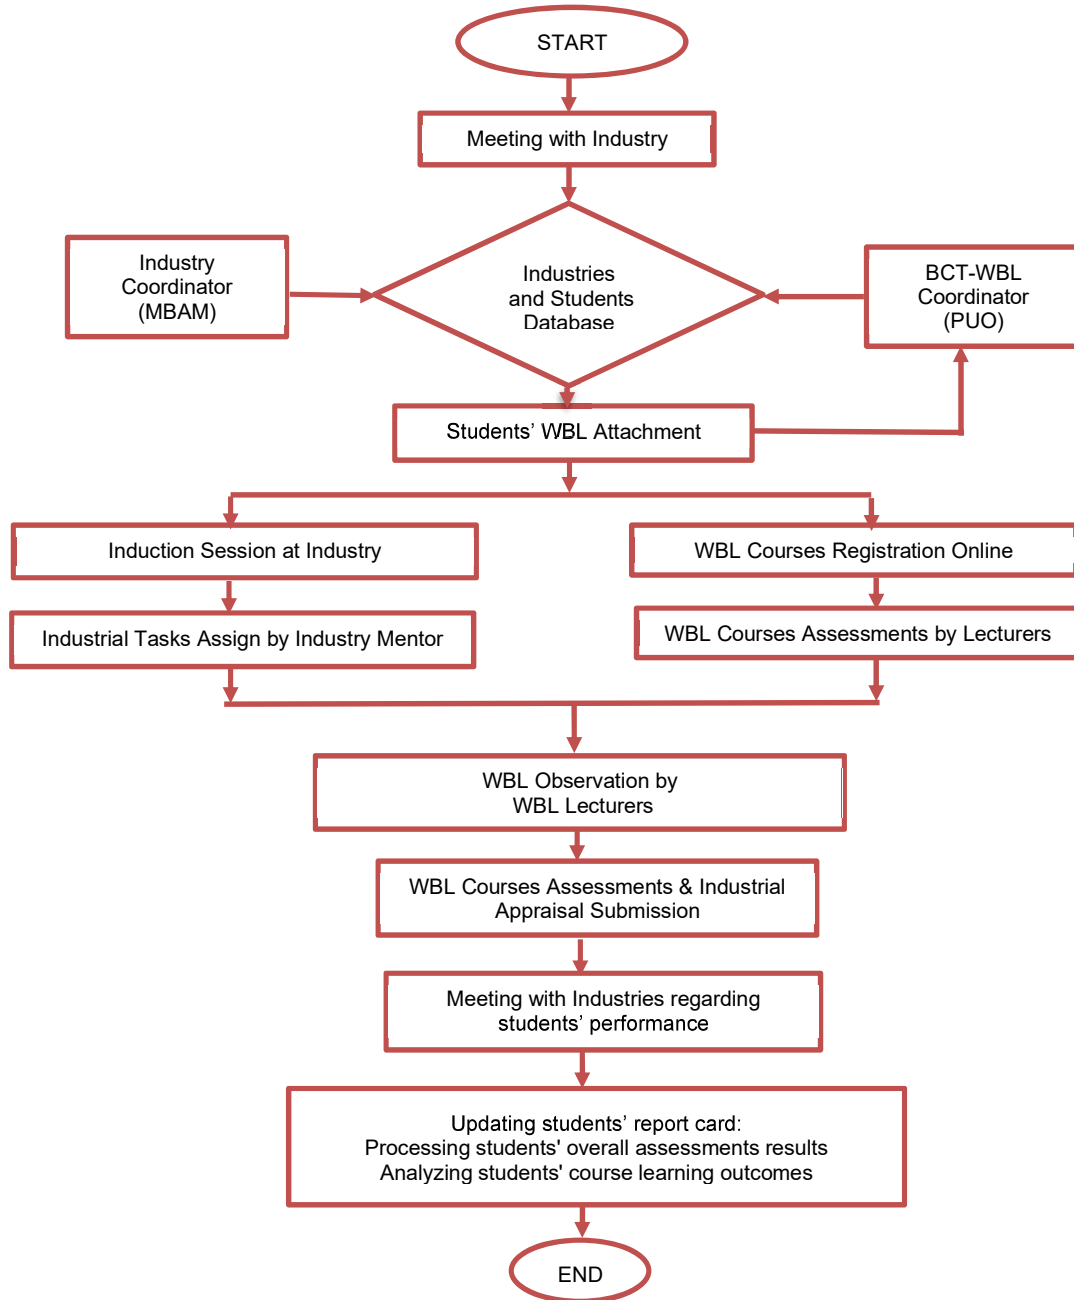 START
Meeting with Industry
Industry
Coordinator
(MBAM)
Industries
and Students
Database
BCT-WBL
Coordinator
(PUO)
Students’ WBL Attachment
Induction Session at Industry
WBL Courses Registration Online
Industrial Tasks Assign by Industry Mentor
WBL Courses Assessments by Lecturers
WBL Observation by
WBL Lecturers
WBL Courses Assessments & Industrial
Appraisal Submission
Meeting with Industries regarding
students’ performance
Updating students’ report card:
Processing students' overall assessments results
Analyzing students' course learning outcomes
END